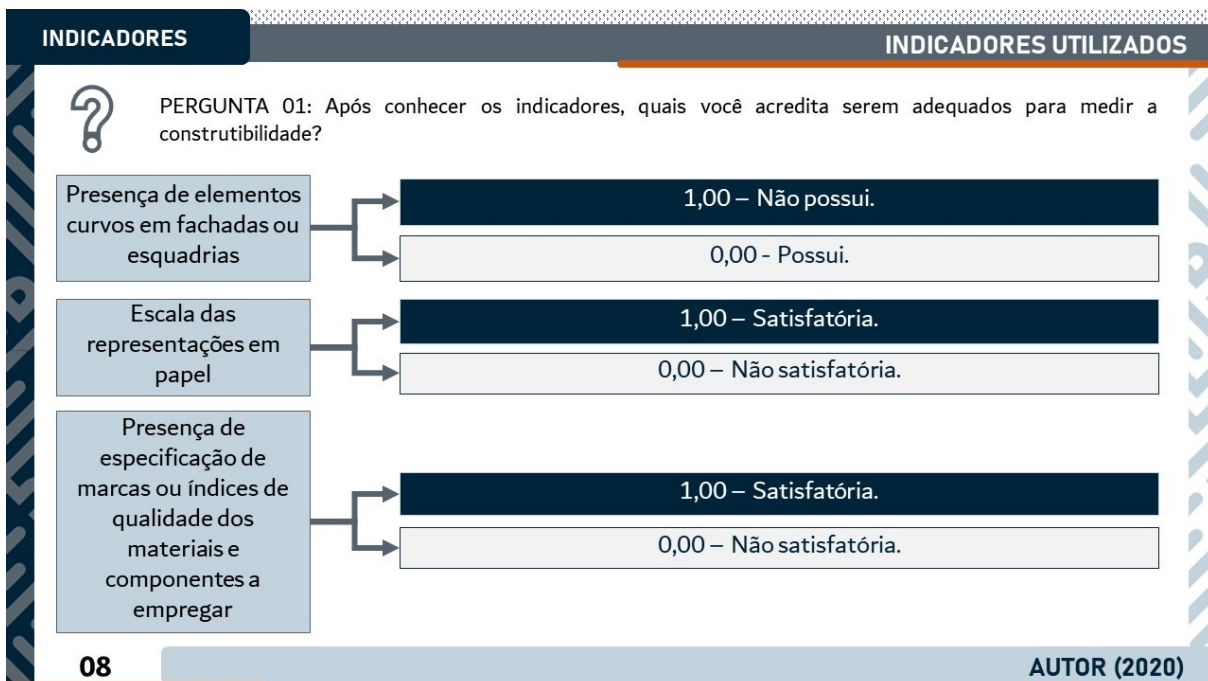 INDICADORES
INDICADORES UTILIZADOS
PERGUNTA 01: Após conhecer os indicadores, quais você acredita serem adequados para medir a
construtibilidade?
Presença de elementos
curvos em fachadas ou
esquadrias
1,00 – Não possui.
0,00 - Possui.
Escala das
representações em
papel
1,00 – Satisfatória.
0,00 – Não satisfatória.
Presença de
especificação de
marcas ou índices de
qualidade dos
materiais e
componentes a
empregar
1,00 – Satisfatória.
0,00 – Não satisfatória.
08
AUTOR (2020)